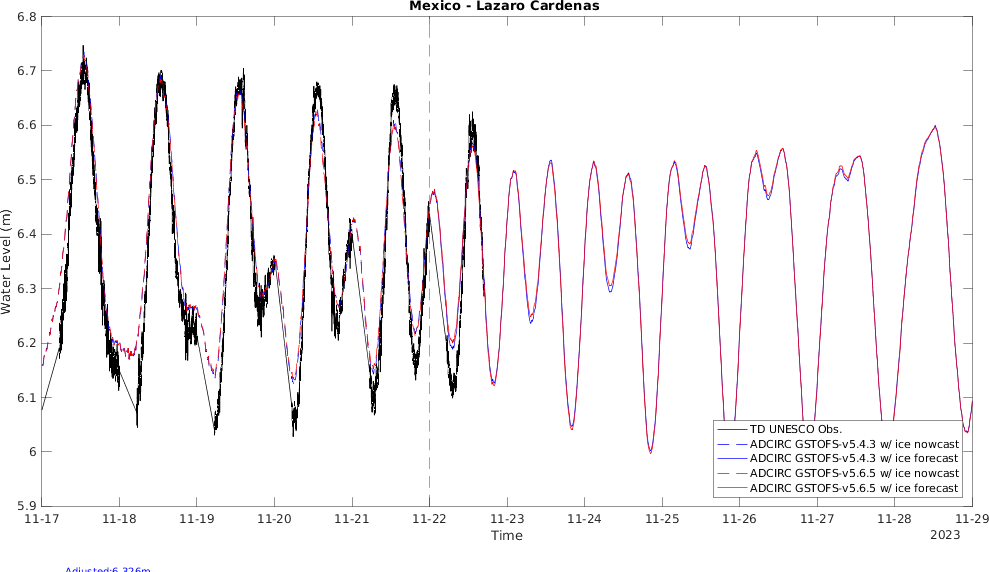 Mexico - Lazaro Cardenas
6.8
6.7
6.6
6.5
6.4
6.3
6.2
6.1
6
5.9
Water Level (m)
TD UNESCO Obs.
ADCIRC GSTOFS-v5.4.3 w/ ice nowcast
ADCIRC GSTOFS-v5.4.3 w/ ice forecast
ADCIRC GSTOFS-v5.6.5 w/ ice nowcast
ADCIRC GSTOFS-v5.6.5 w/ ice forecast
11-17 11-18 11-19 11-20 11-21 11-22 11-23 11-24 11-25 11-26 11-27 11-28 11-29
Time
2023
Adjusted:6.326m